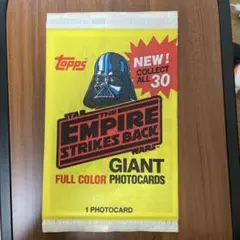 Topps
NEW!
COLLECT
ALL 30
STAR THE
EMPIRE
STRIKES BACK
WARS
GIANT
FULL COLOR PHOTOCARDS
1 PHOTOCARD